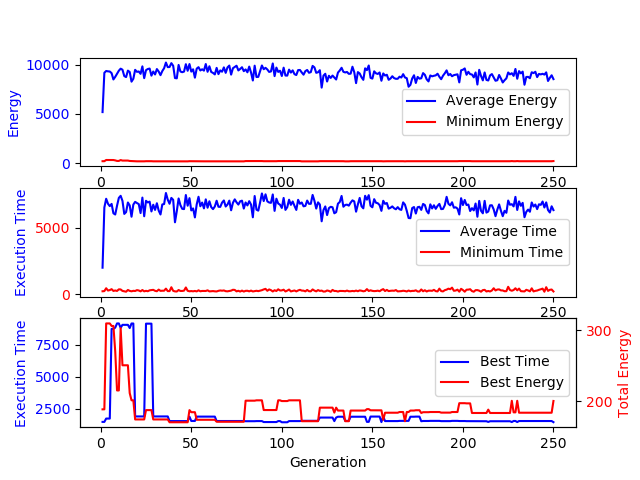 Energy
10000
5000
0
Average Energy
Minimum Energy
0 50 100 150 200 250
Execution Time
5000
0
Average Time
Minimum Time
0 50 100 150 200 250
Execution Time
7500
5000
2500
Best Time
Best Energy
300
200
Total Energy
0 50 100 150 200 250
Generation